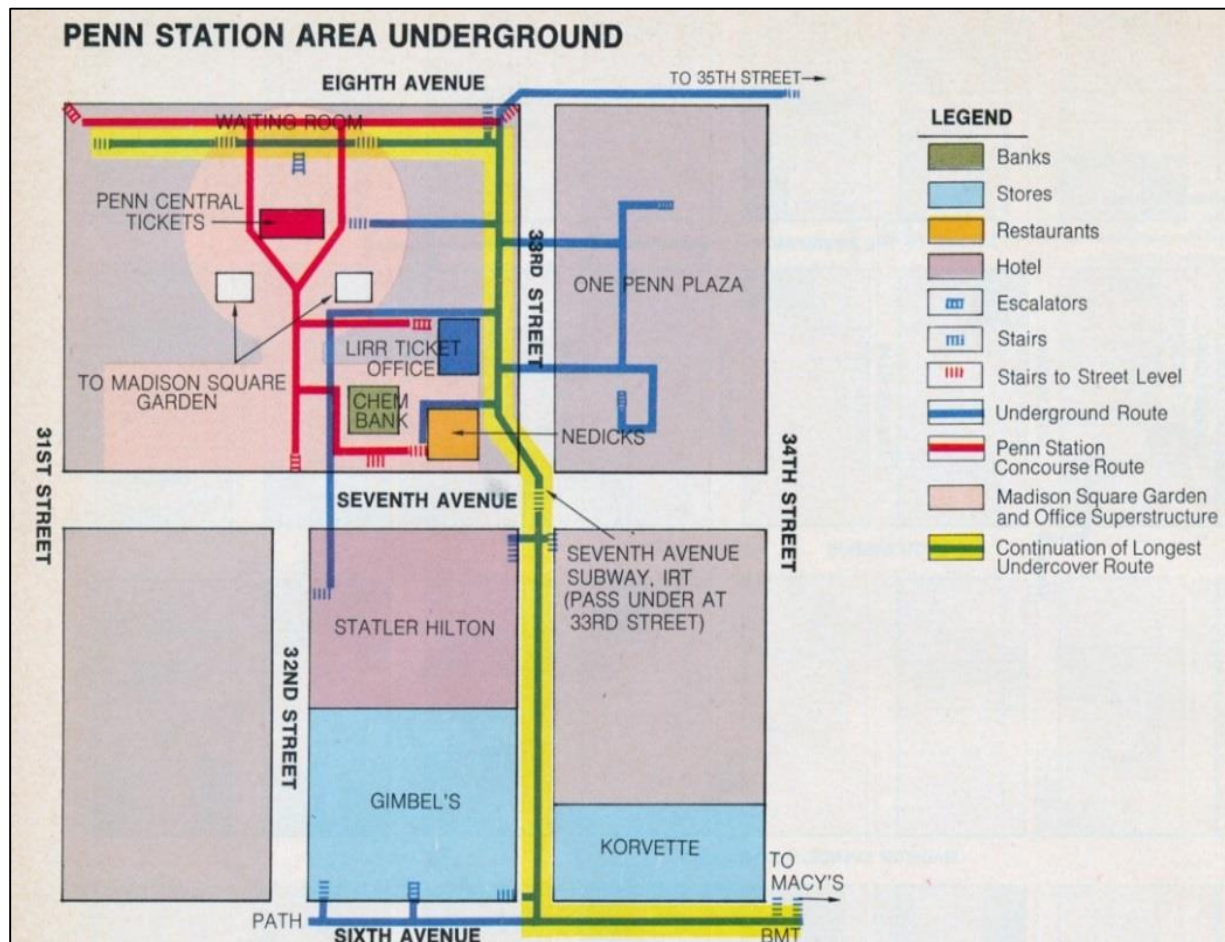 PENN STATION AREA UNDERGROUND
EIGHTH AVENUE
TO 35TH STREET
WAITING ROOM
PENN CENTRAL
TICKETS
33RD STREET
ONE PENN PLAZA
LIRR TICKET
OFFICE
TO MADISON SQUARE
GARDEN
CHEM
BANK
NEDICKS
31ST STREET
SEVENTH AVENUE
34TH STREET
SEVENTH AVENUE
SUBWAY, IRT
(PASS UNDER AT
33RD STREET)
STATLER HILTON
32ND STREET
GIMBEL'S
KORVETTE
TO
MACY'S
PATH
SIXTH AVENUE
BMT
LEGEND
Banks
Stores
Restaurants
Hotel
Escalators
Stairs
Stairs to Street Level
Underground Route
Penn Station
Concourse Route
Madison Square Garden
and Office Superstructure
Continuation of Longest
Undercover Route